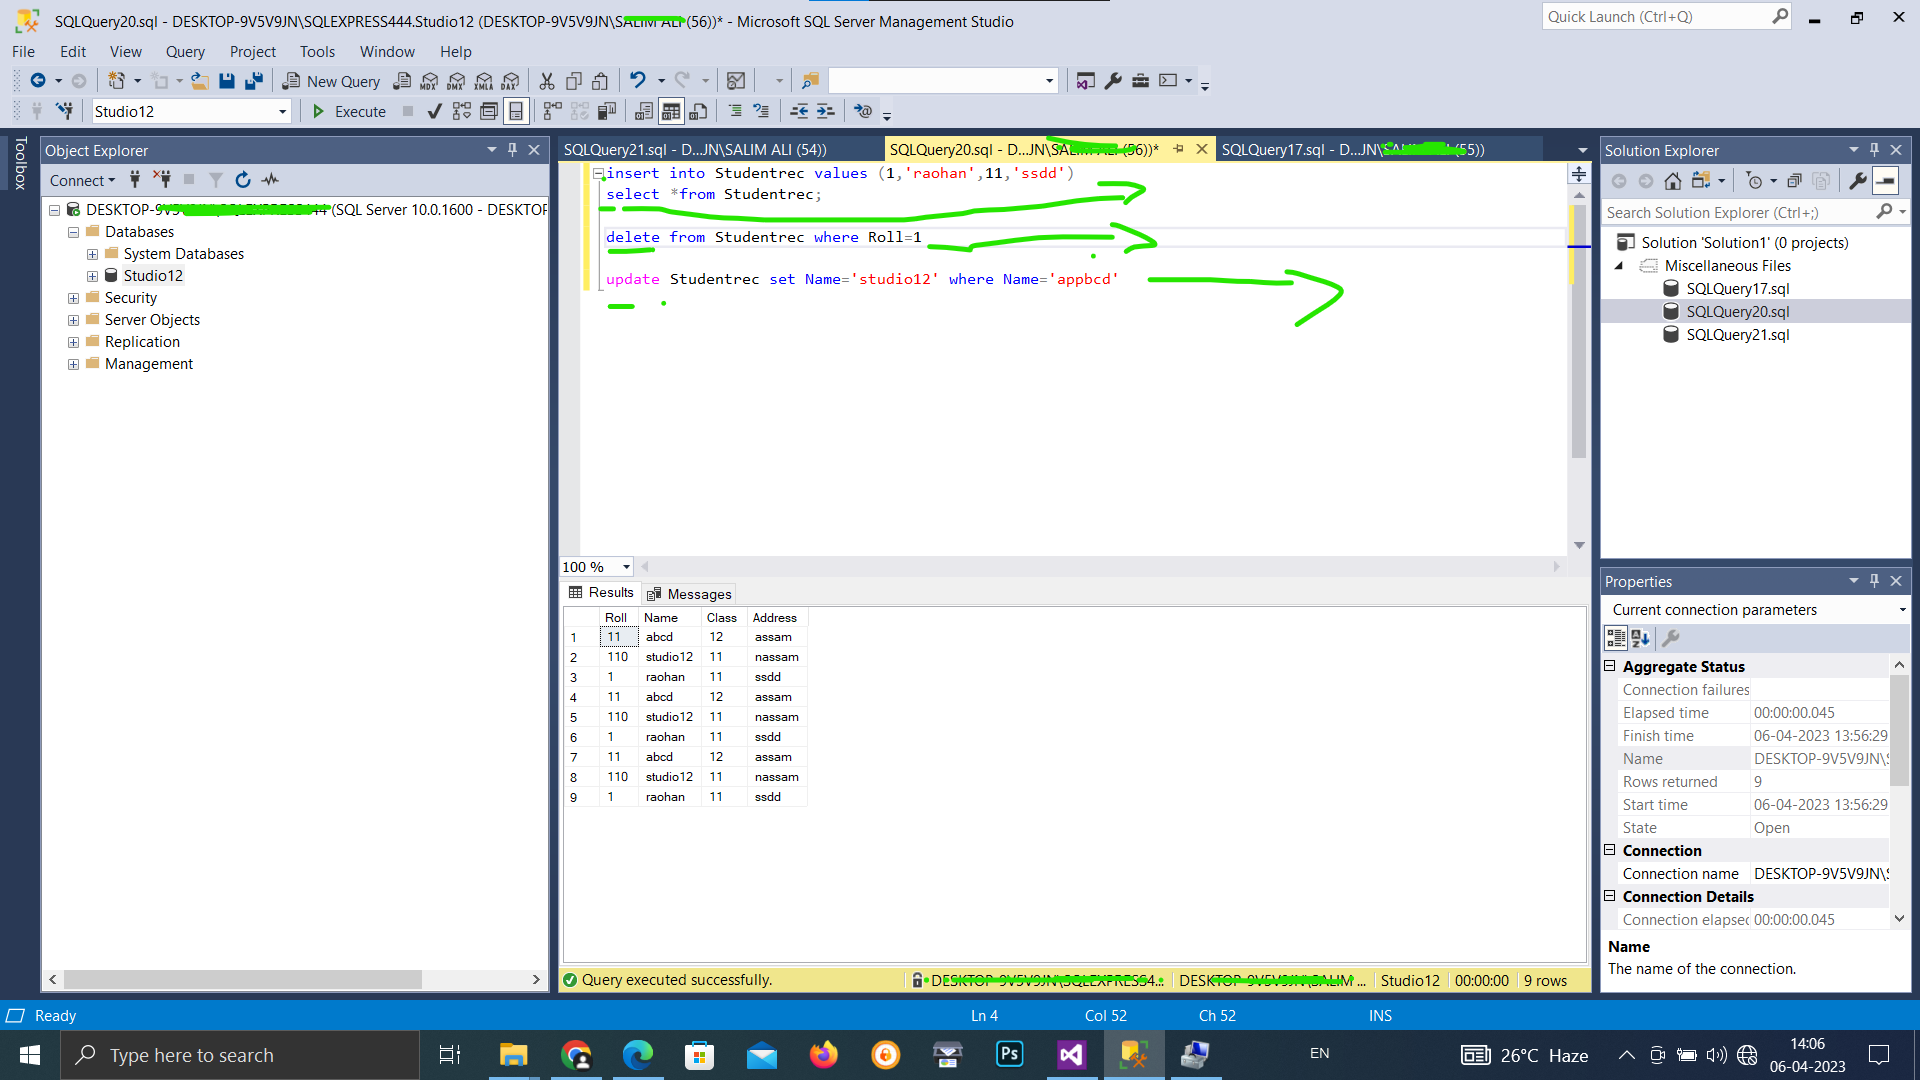 SQLQuery20.sql - DESKTOP-9V5V9JN\SQLEXPRESS444.Studio12 (DESKTOP-9V5V9JN\SALIM ALI (56))* - Microsoft SQL Server Management Studio
Quick Launch (Ctrl+Q)
File Edit View Query Project Tools Window Help
New Query MDX DMX XMLA DAX
Studio12 Execute
Toolbox
Object Explorer
Connect
DESKTOP- (SQL Server 10.0.1600 - DESKTOP
Databases
System Databases
Studio12
Security
Server Objects
Replication
Management
SQLQuery21.sql - D...JN\SALIM ALI (54))
SQLQuery20.sql - D...JN\ (56))*
SQLQuery17.sql - D...JN\ (55))
insert into Studentrec values (1,'raohan',11,'ssdd')
select *from Studentrec;
delete from Studentrec where Roll=1
update Studentrec set Name='studio12' where Name='appbcd'
100 %
Results Messages
Roll Name Class Address
1 11 abcd 12 assam
2 110 studio12 11 nassam
3 1 raohan 11 ssdd
4 11 abcd 12 assam
5 110 studio12 11 nassam
6 1 raohan 11 ssdd
7 11 abcd 12 assam
8 110 studio12 11 nassam
9 1 raohan 11 ssdd
Query executed successfully.
DESKTOP-9V5V9JN\SQLEXPRESS4... DESKTOP-9V5V9JN\SALIM ... Studio12 00:00:00 9 rows
Solution Explorer
Search Solution Explorer (Ctrl+;)
Solution 'Solution1' (0 projects)
Miscellaneous Files
SQLQuery17.sql
SQLQuery20.sql
SQLQuery21.sql
Properties
Current connection parameters
Aggregate Status
Connection failures
Elapsed time 00:00:00.045
Finish time 06-04-2023 13:56:29
Name DESKTOP-9V5V9JN\S
Rows returned 9
Start time 06-04-2023 13:56:29
State Open
Connection
Connection name DESKTOP-9V5V9JN\S
Connection Details
Connection elapsec 00:00:00.045
Name
The name of the connection.
Ready Ln 4 Col 52 Ch 52 INS
Type here to search
Ps
EN
26°C Haze
14:06
06-04-2023